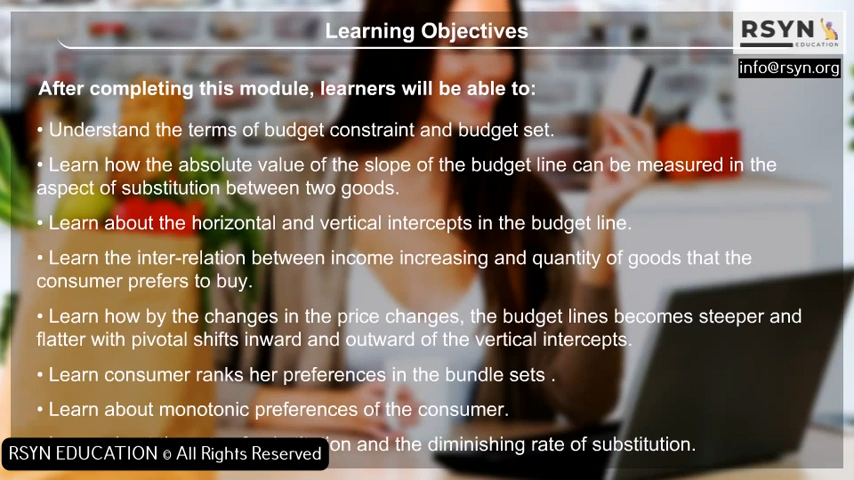 Learning Objectives
RSYN
EDUCATION
info@rsyn.org
After completing this module, learners will be able to:
• Understand the terms of budget constraint and budget set.
• Learn how the absolute value of the slope of the budget line can be measured in the
aspect of substitution between two goods.
• Learn about the horizontal and vertical intercepts in the budget line.
• Learn the inter-relation between income increasing and quantity of goods that the
consumer prefers to buy.
• Learn how by the changes in the price changes, the budget lines becomes steeper and
flatter with pivotal shifts inward and outward of the vertical intercepts.
• Learn consumer ranks her preferences in the bundle sets .
• Learn about monotonic preferences of the consumer.
and the diminishing rate of substitution.
RSYN EDUCATION © All Rights Reserved